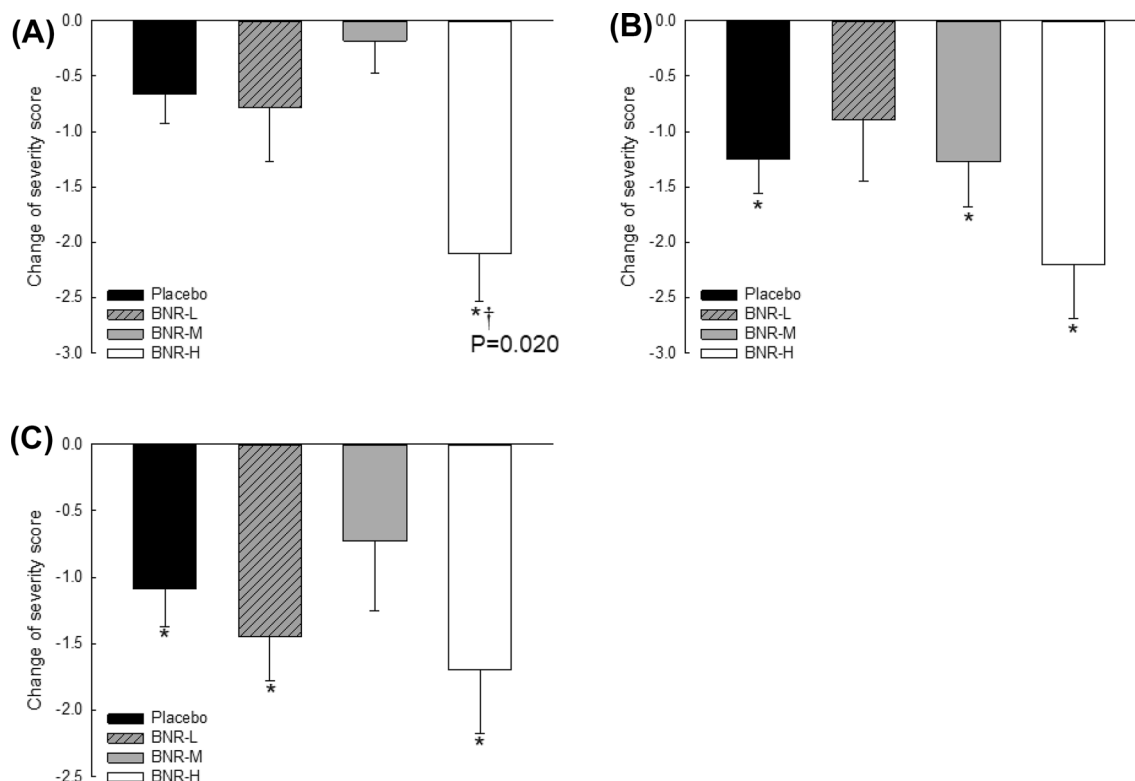 (A)
Change of severity score
0.0
-0.5
-1.0
-1.5
-2.0
-2.5
-3.0
Placebo
BNR-L
BNR-M
BNR-H
*†
P=0.020
(B)
Change of severity score
0.0
-0.5
-1.0
-1.5
-2.0
-2.5
-3.0
*
*
*
Placebo
BNR-L
BNR-M
BNR-H
(C)
Change of severity score
0.0
-0.5
-1.0
-1.5
-2.0
-2.5
*
*
*
Placebo
BNR-L
BNR-M
BNR-H